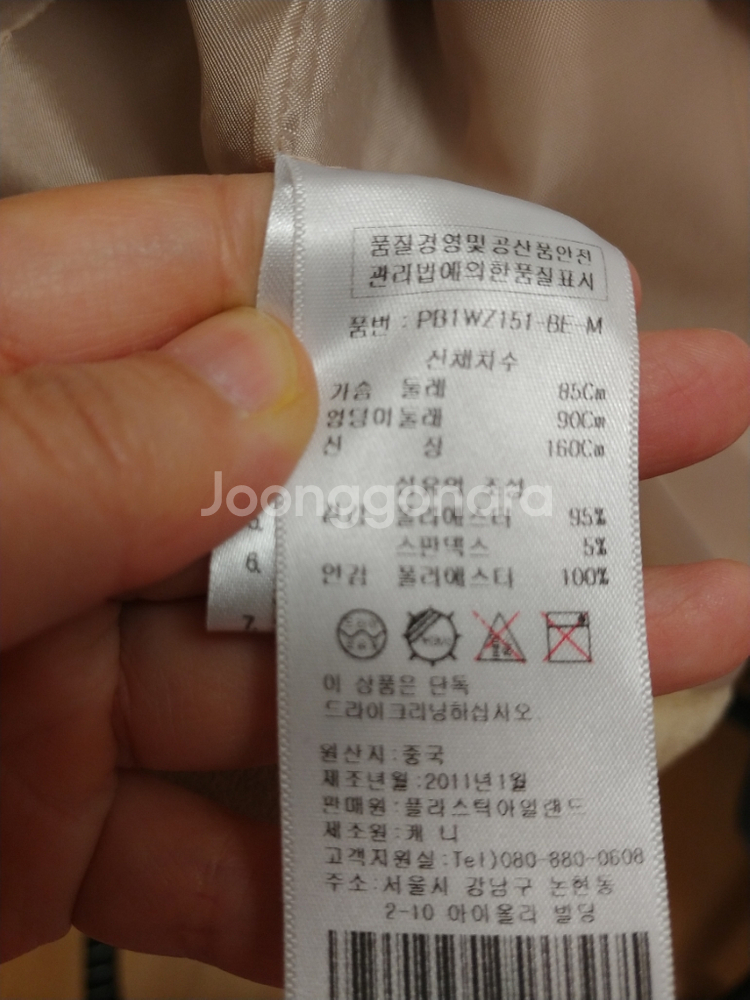 품질경영및공산품안전
관리법에의한품질표시
품번 : PB1WZ151-BE-M
신체치수
가슴 둘레 85Cm
엉덩이둘레 90Cm
신 장 160Cm
섬유의 조성
Joonggonara
겉감 폴리에스터 95%
5.
스판덱스 5%
6.
안감 폴리에스터 100%
7.
이 상품은 단독
드라이크리닝하십시오.
원산지:중국
제조년월:2011년1월
판매원:플라스틱아일랜드
제조원:캐 니
고객지원실:Tel)080-880-0608
주소:서울시 강남구 논현동
2-10 아이올리 빌딩